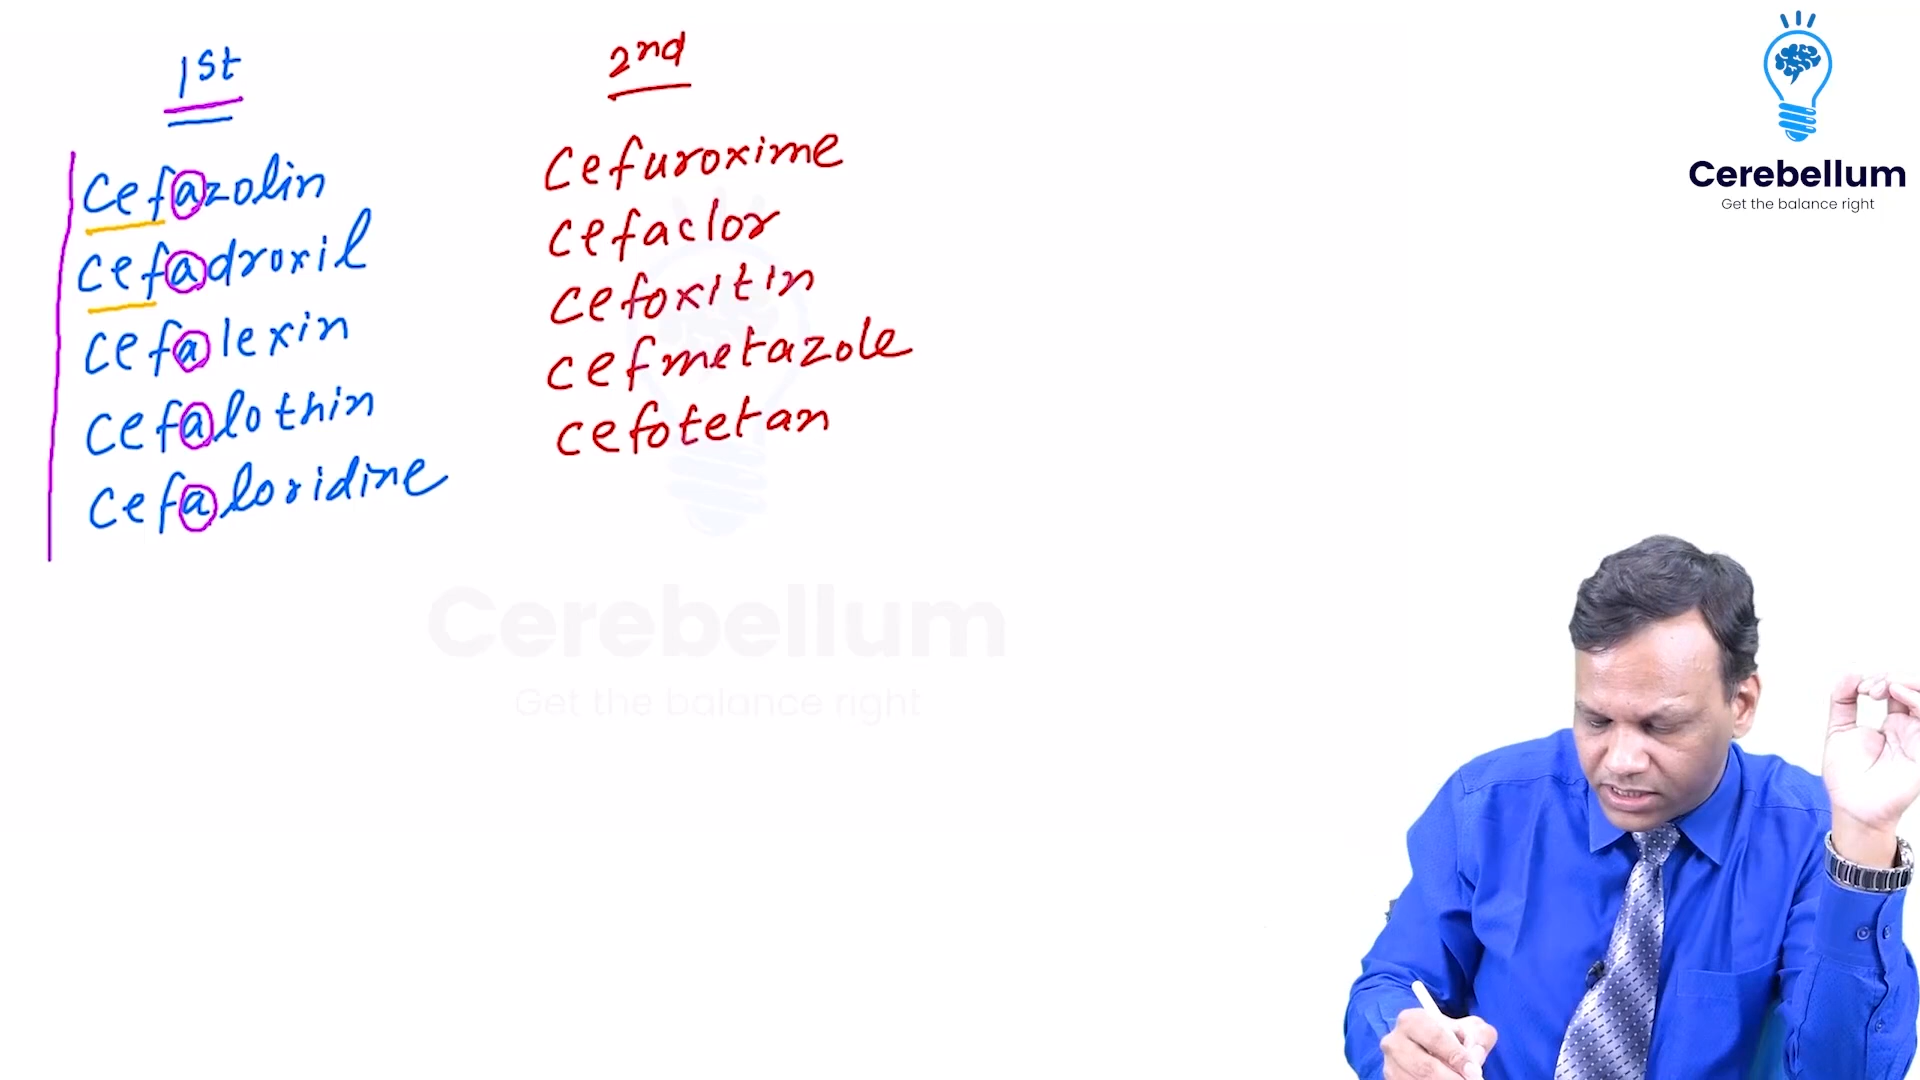 1st
Cefazolin
Cefadroxil
Cefalexin
Cefalothin
Cefaloridine
2nd
Cefuroxime
Cefaclor
Cefoxitin
Cefmetazole
Cefotetan
Cerebellum
Get the balance right
Cerebellum
Get the balance right